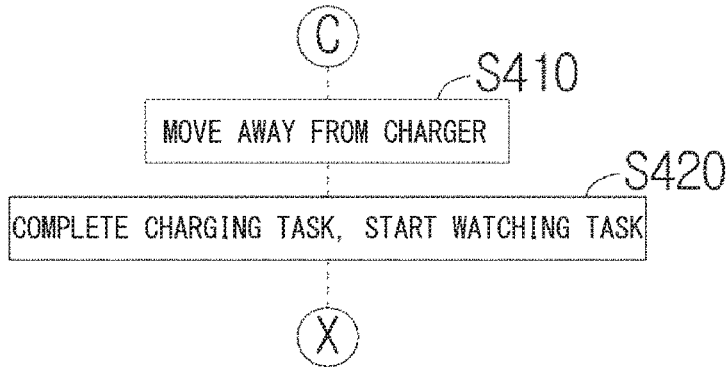 C
S410
MOVE AWAY FROM CHARGER
S420
COMPLETE CHARGING TASK, START WATCHING TASK
X